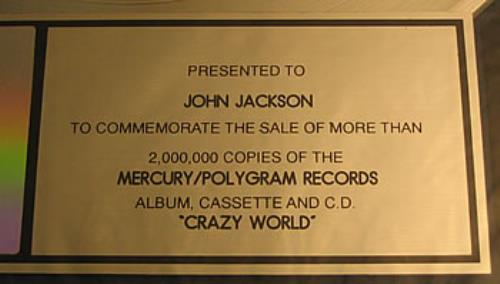 PRESENTED TO
JOHN JACKSON
TO COMMEMORATE THE SALE OF MORE THAN
2,000,000 COPIES OF THE
MERCURY/POLYGRAM RECORDS
ALBUM, CASSETTE AND C.D.
"CRAZY WORLD"